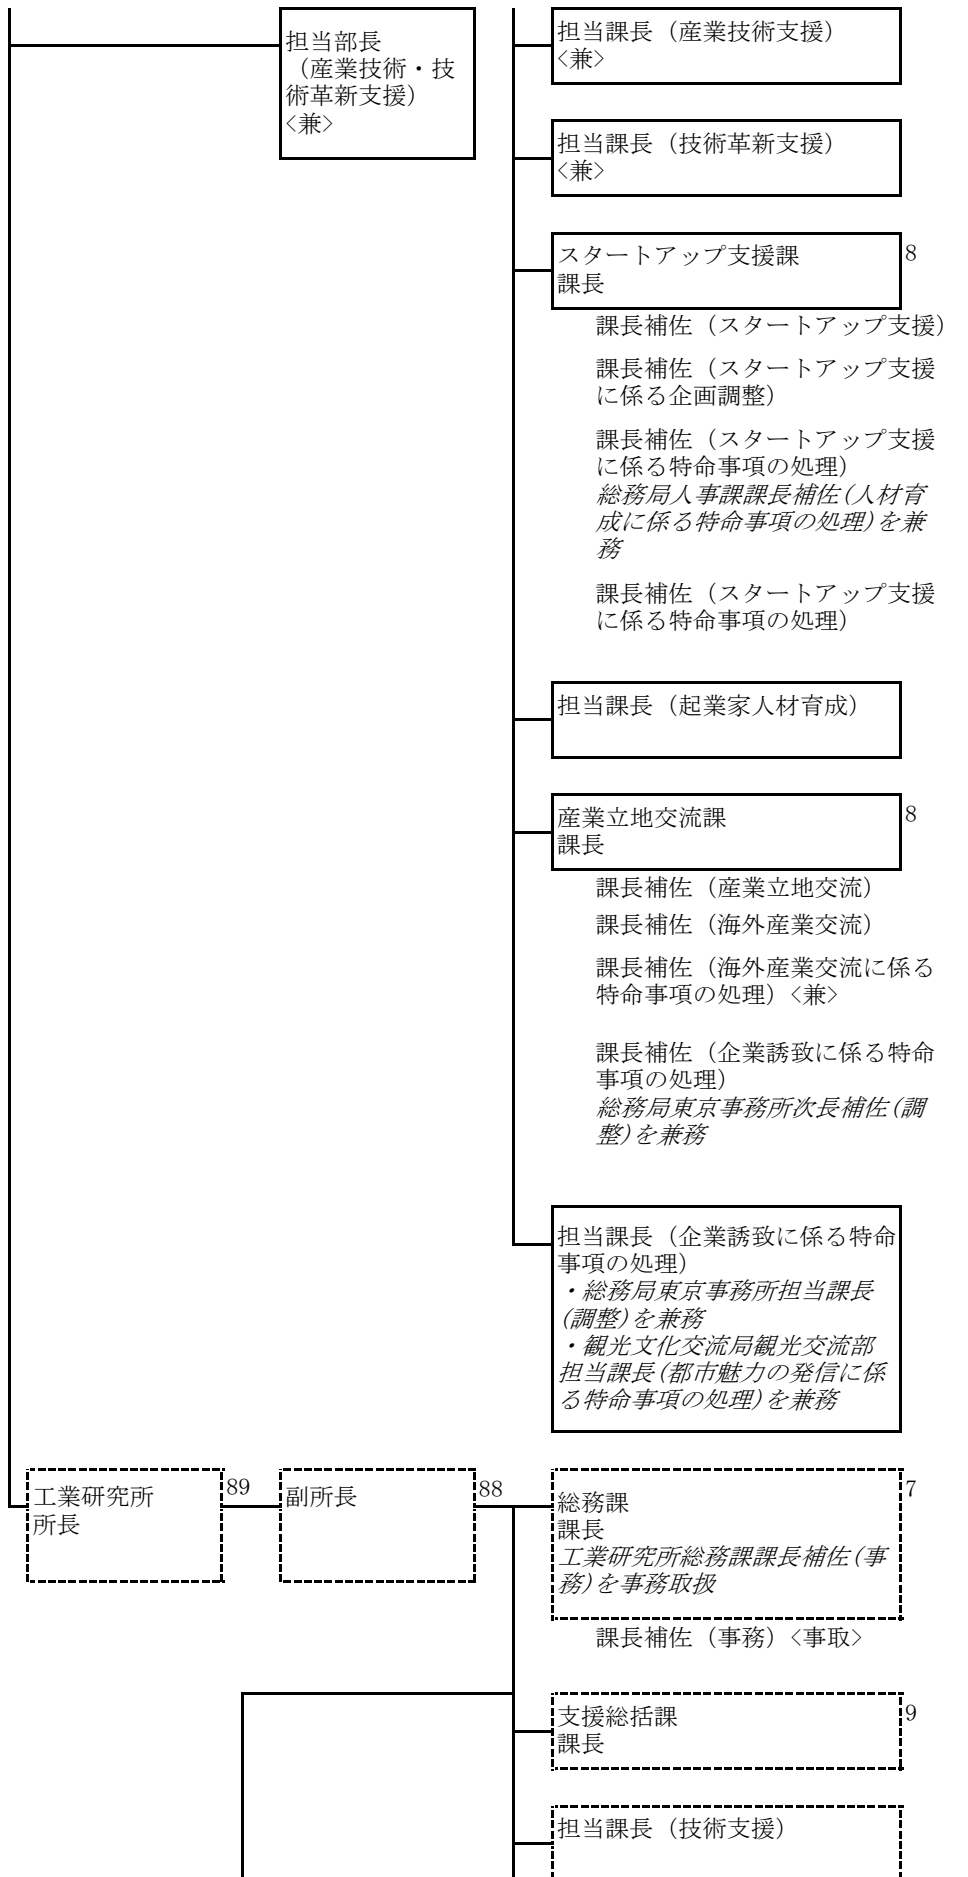 担当部長
（産業技術・技
術革新支援）
<兼>
担当課長（産業技術支援）
<兼>
担当課長（技術革新支援）
<兼>
スタートアップ支援課
課長
8
課長補佐（スタートアップ支援）
課長補佐（スタートアップ支援
に係る企画調整）
課長補佐（スタートアップ支援
に係る特命事項の処理）
総務局人事課課長補佐(人材育
成に係る特命事項の処理)を兼
務
課長補佐（スタートアップ支援
に係る特命事項の処理）
担当課長（起業家人材育成）
産業立地交流課
課長
8
課長補佐（産業立地交流）
課長補佐（海外産業交流）
課長補佐（海外産業交流に係る
特命事項の処理）<兼>
課長補佐（企業誘致に係る特命
事項の処理）
総務局東京事務所次長補佐(調
整)を兼務
担当課長（企業誘致に係る特命
事項の処理）
・総務局東京事務所担当課長
(調整)を兼務
・観光文化交流局観光交流部
担当課長(都市魅力の発信に係
る特命事項の処理)を兼務
工業研究所
所長
89
副所長
88
総務課
課長
工業研究所総務課課長補佐(事
務)を事務取扱
7
課長補佐（事務）<事取>
支援総括課
課長
9
担当課長（技術支援）